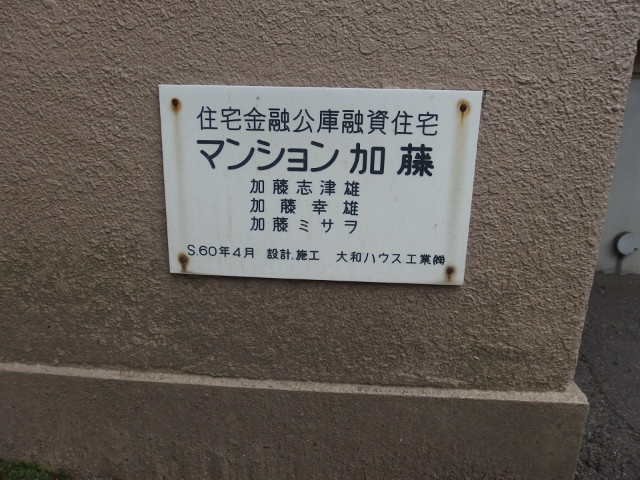 住宅金融公庫融資住宅
マンション加藤
加藤志津雄
加藤幸雄
加藤ミサヲ
S.60年4月 設計.施工 大和ハウス工業㈱